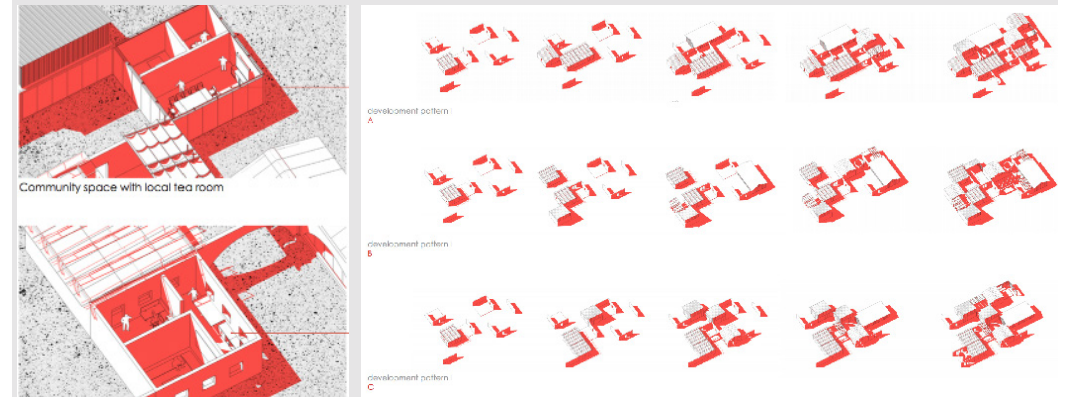 Community space with local tea room
development pattern
A
development pattern
B
development pattern
C